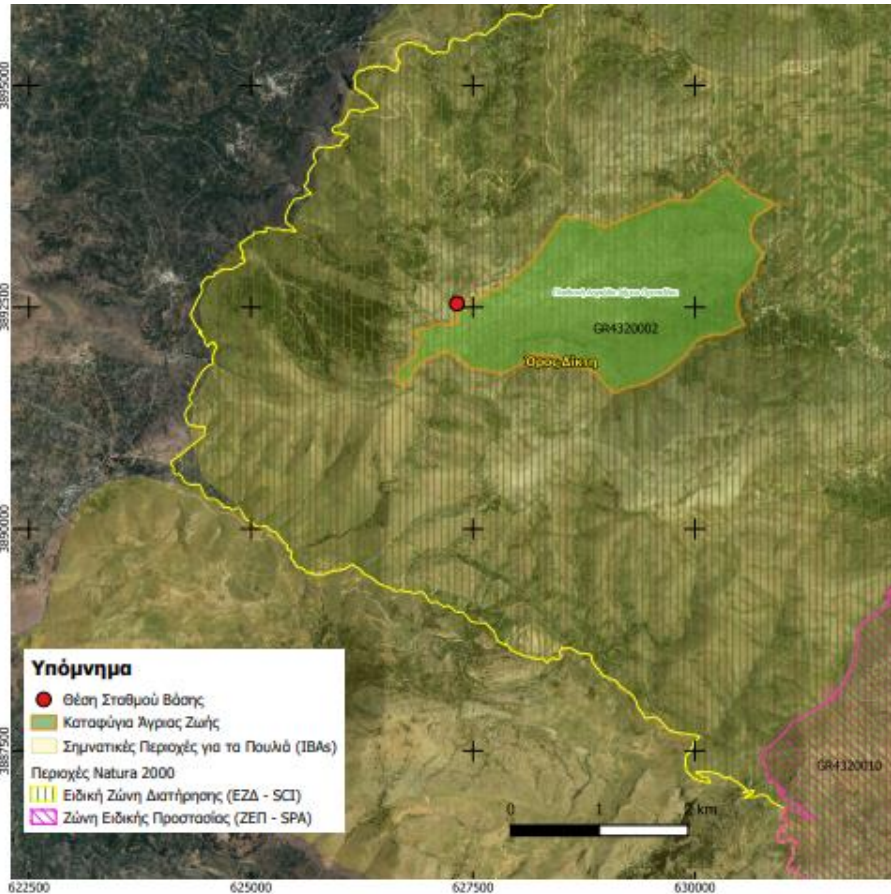 3895000
3892500
3890000
3887500
GR4320002
Όρος Δίκτη
GR4320010
Υπόμνημα
Θέση Σταθμού Βάσης
Καταφύγια Άγριας Ζωής
Σημνατικές Περιοχές για τα Πουλιά (IBAs)
Περιοχές Natura 2000
Ειδική Ζώνη Διατήρησης (ΕΖΔ - SCI)
Ζώνη Ειδικής Προστασίας (ΖΕΠ - SPA)
0 1 2 km
622500 625000 627500 630000